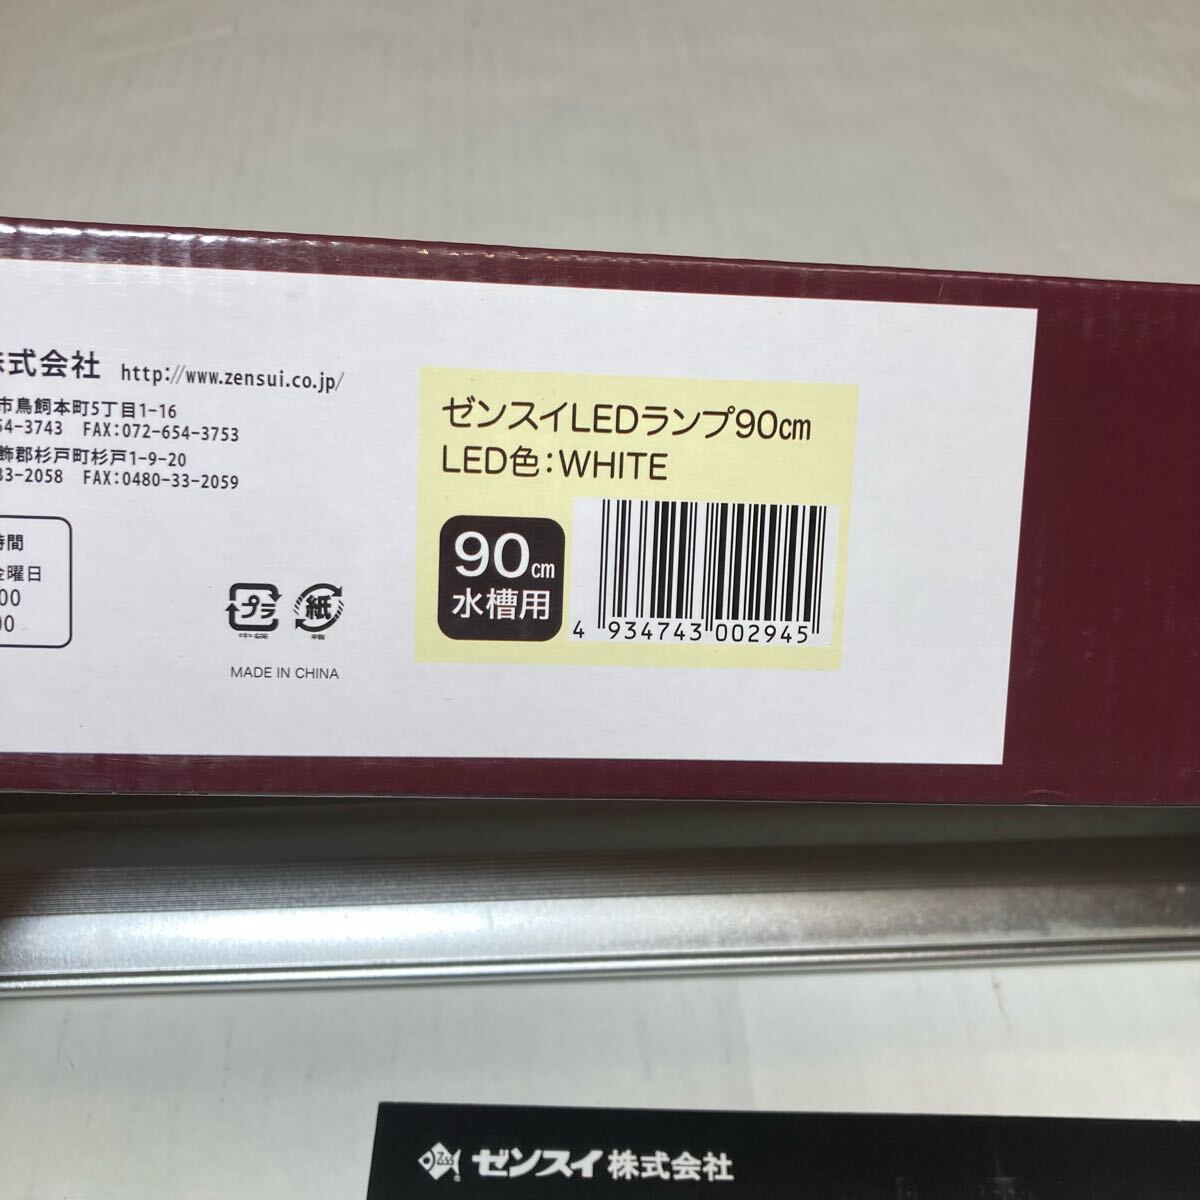 式会社 http://www.zensui.co.jp/
市鳥飼本町5丁目1-16
54-3743 FAX:072-654-3753
飾郡杉戸町杉戸1-9-20
33-2058 FAX:0480-33-2059
時間
金曜日
00
00
プラ
中袋
紙
箱
MADE IN CHINA
ゼンスイLEDランプ90cm
LED色:WHITE
90cm
水槽用
4 934743 002945
ZSS ゼンスイ株式会社